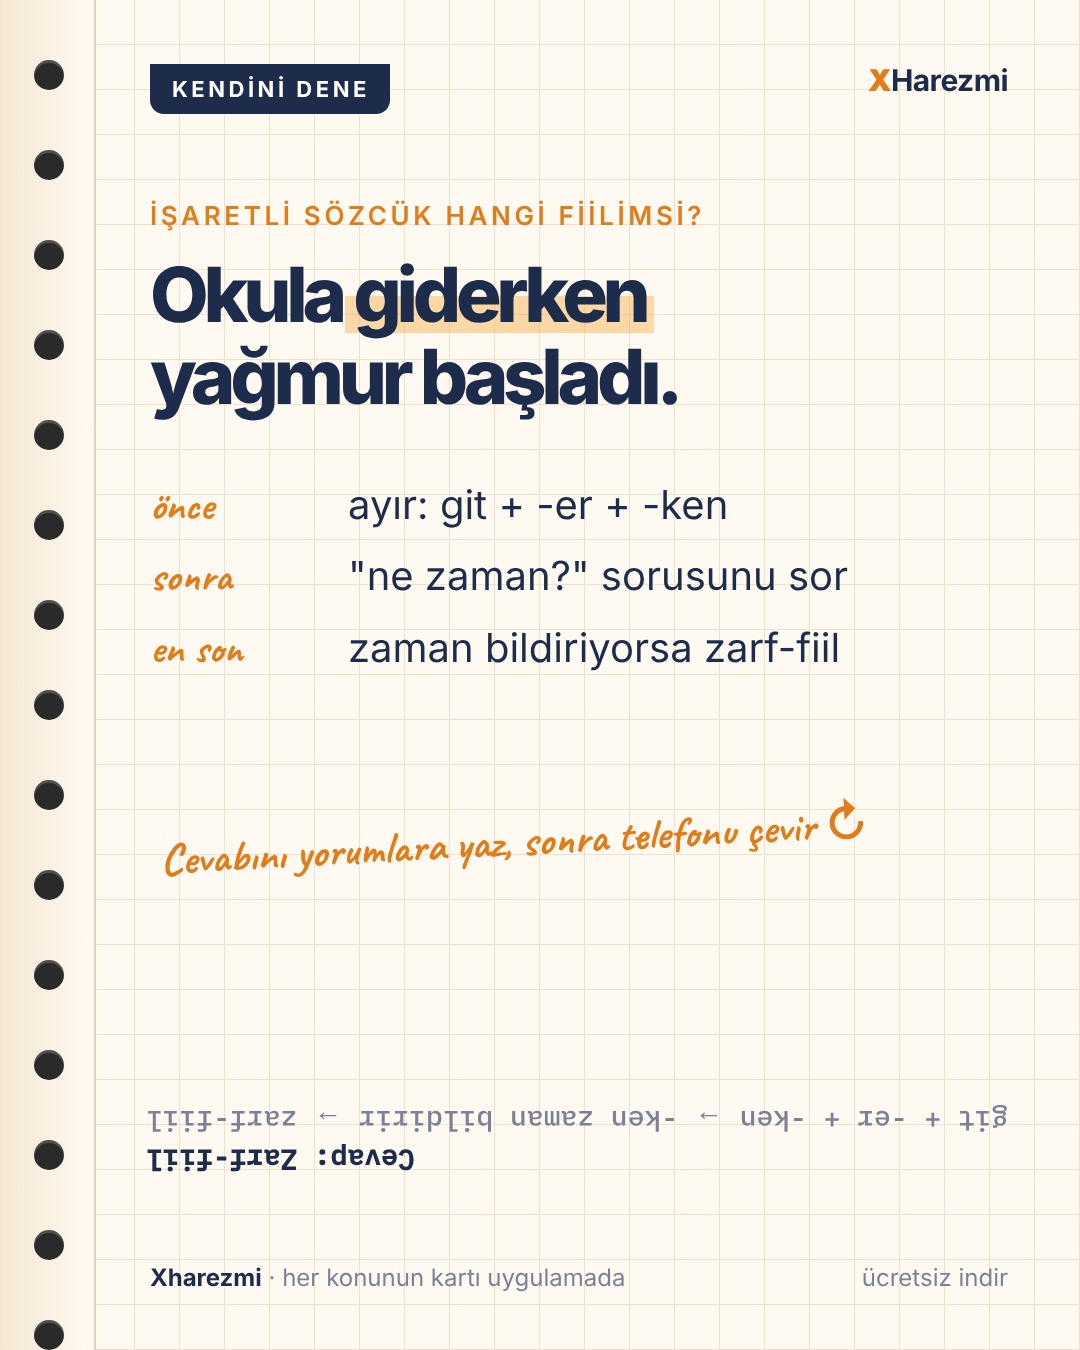 KENDİNİ DENE
XHarezmi
İŞARETLİ SÖZCÜK HANGİ FİİLİMSİ?
Okula giderken
yağmur başladı.
önce ayır: git + -er + -ken
sonra "ne zaman?" sorusunu sor
en son zaman bildiriyorsa zarf-fiil
Cevabını yorumlara yaz, sonra telefonu çevir ↻
Cevap: Zarf-fiil
git + -er + -ken → -ken zaman bildirir → zarf-fiil
Xharezmi · her konunun kartı uygulamada
ücretsiz indir